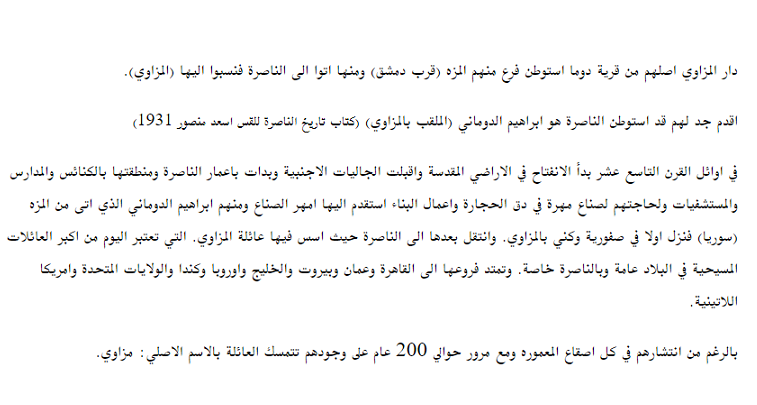 دار المزاوي اصلهم من قرية دوما استوطن فرع منهم المزه (قرب دمشق) ومنها اتوا الى الناصرة فنسبوا اليها (المزاوي).
اقدم جد لهم قد استوطن الناصرة هو ابراهيم الدوماني (الملقب بالمزاوي) (كتاب تاريخ الناصرة للقس اسعد منصور 1931)
في اوائل القرن التاسع عشر بدأ الانفتاح في الاراضي المقدسة واقبلت الجاليات الاجنبية وبدات باعمار الناصرة ومنطقتها بالكنائس والمدارس
والمستشفيات ولحاجتهم لصناع مهرة في دق الحجارة واعمال البناء استقدم اليها امهر الصناع ومنهم ابراهيم الدوماني الذي اتى من المزه
(سوريا) فنزل اولا في صفورية وكني بالمزاوي. وانتقل بعدها الى الناصرة حيث اسس فيها عائلة المزاوي. التي تعتبر اليوم من اكبر العائلات
المسيحية في البلاد عامة وبالناصرة خاصة. وتمتد فروعها الى القاهرة وعمان وبيروت والخليج واوروبا وكندا والولايات المتحدة وامريكا
اللاتينية.
بالرغم من انتشارهم في كل اصقاع المعموره ومع مرور حوالي 200 عام على وجودهم تتمسك العائلة بالاسم الاصلي: مزاوي.